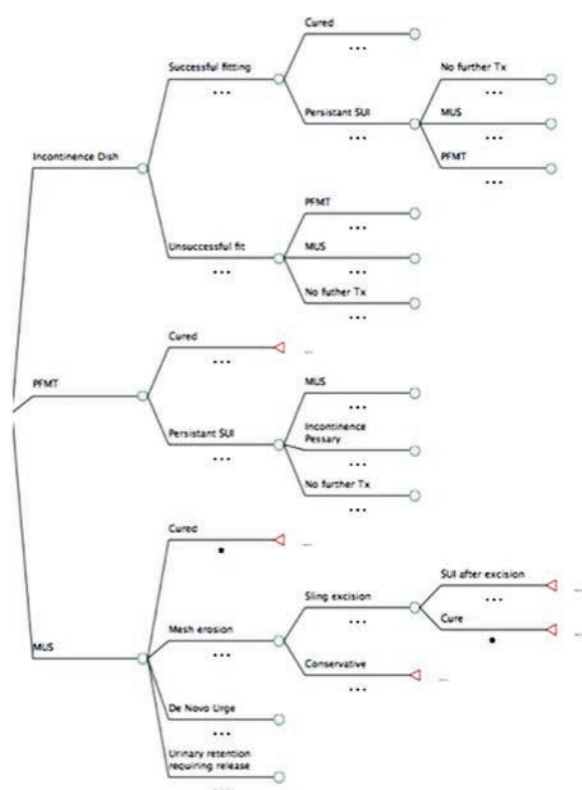 Cured
Successful fitting
No further Tx
Persistant SUI
MUS
Incontinence Dish
PFMT
PFMT
Unsuccessful fit
MUS
No futher Tx
Cured
PFMT
MUS
Persistant SUI
Incontinence
Pessary
No further Tx
Cured
SUI after excision
Sling excision
Cure
Mesh erosion
MUS
Conservative
De Novo Urge
Urinary retention
requiring release